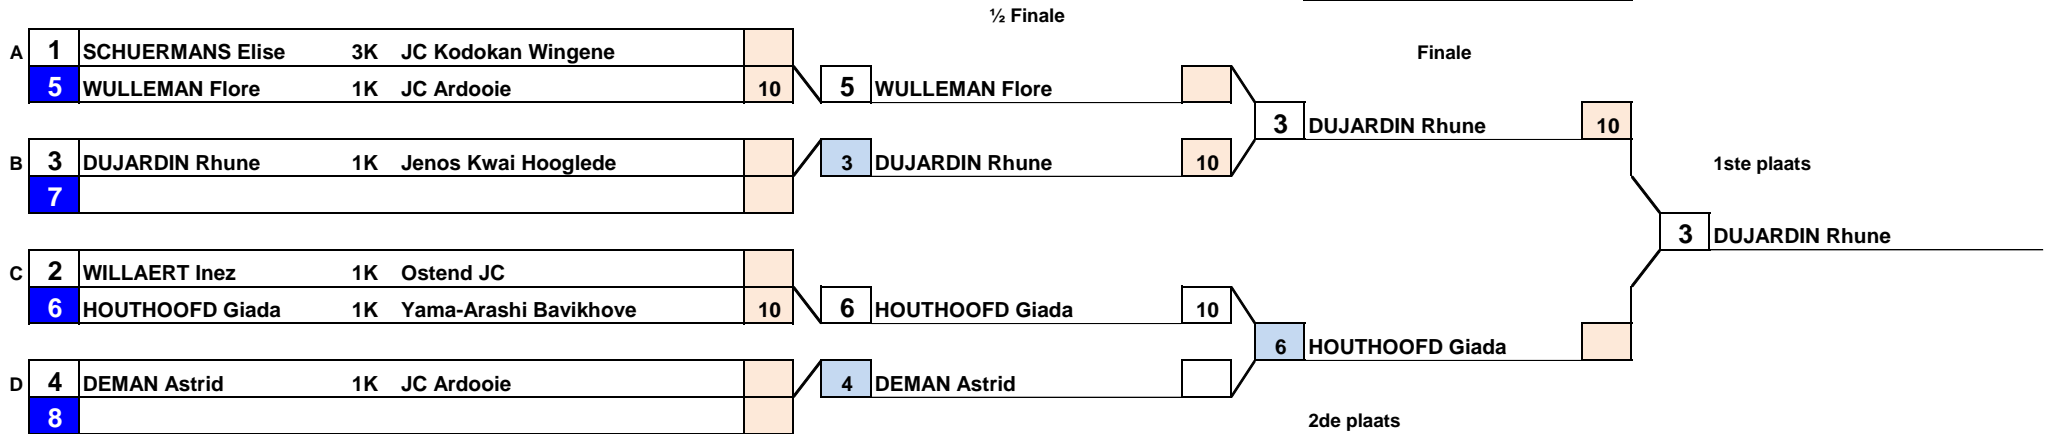 ½ Finale
A 1 SCHUERMANS Elise 3K JC Kodokan Wingene
Finale
5 WULLEMAN Flore 1K JC Ardooie 10 5 WULLEMAN Flore
3 DUJARDIN Rhune 10
B 3 DUJARDIN Rhune 1K Jenos Kwai Hooglede 3 DUJARDIN Rhune 10 1ste plaats
7
3 DUJARDIN Rhune
C 2 WILLAERT Inez 1K Ostend JC
6 HOUTHOOFD Giada 1K Yama-Arashi Bavikhove 10 6 HOUTHOOFD Giada 10
6 HOUTHOOFD Giada
D 4 DEMAN Astrid 1K JC Ardooie 4 DEMAN Astrid
8 2de plaats